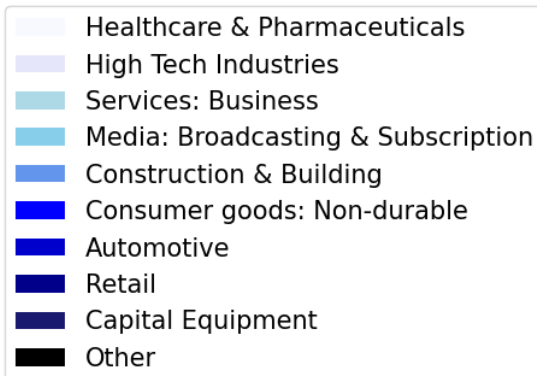 Healthcare & Pharmaceuticals
High Tech Industries
Services: Business
Media: Broadcasting & Subscription
Construction & Building
Consumer goods: Non-durable
Automotive
Retail
Capital Equipment
Other